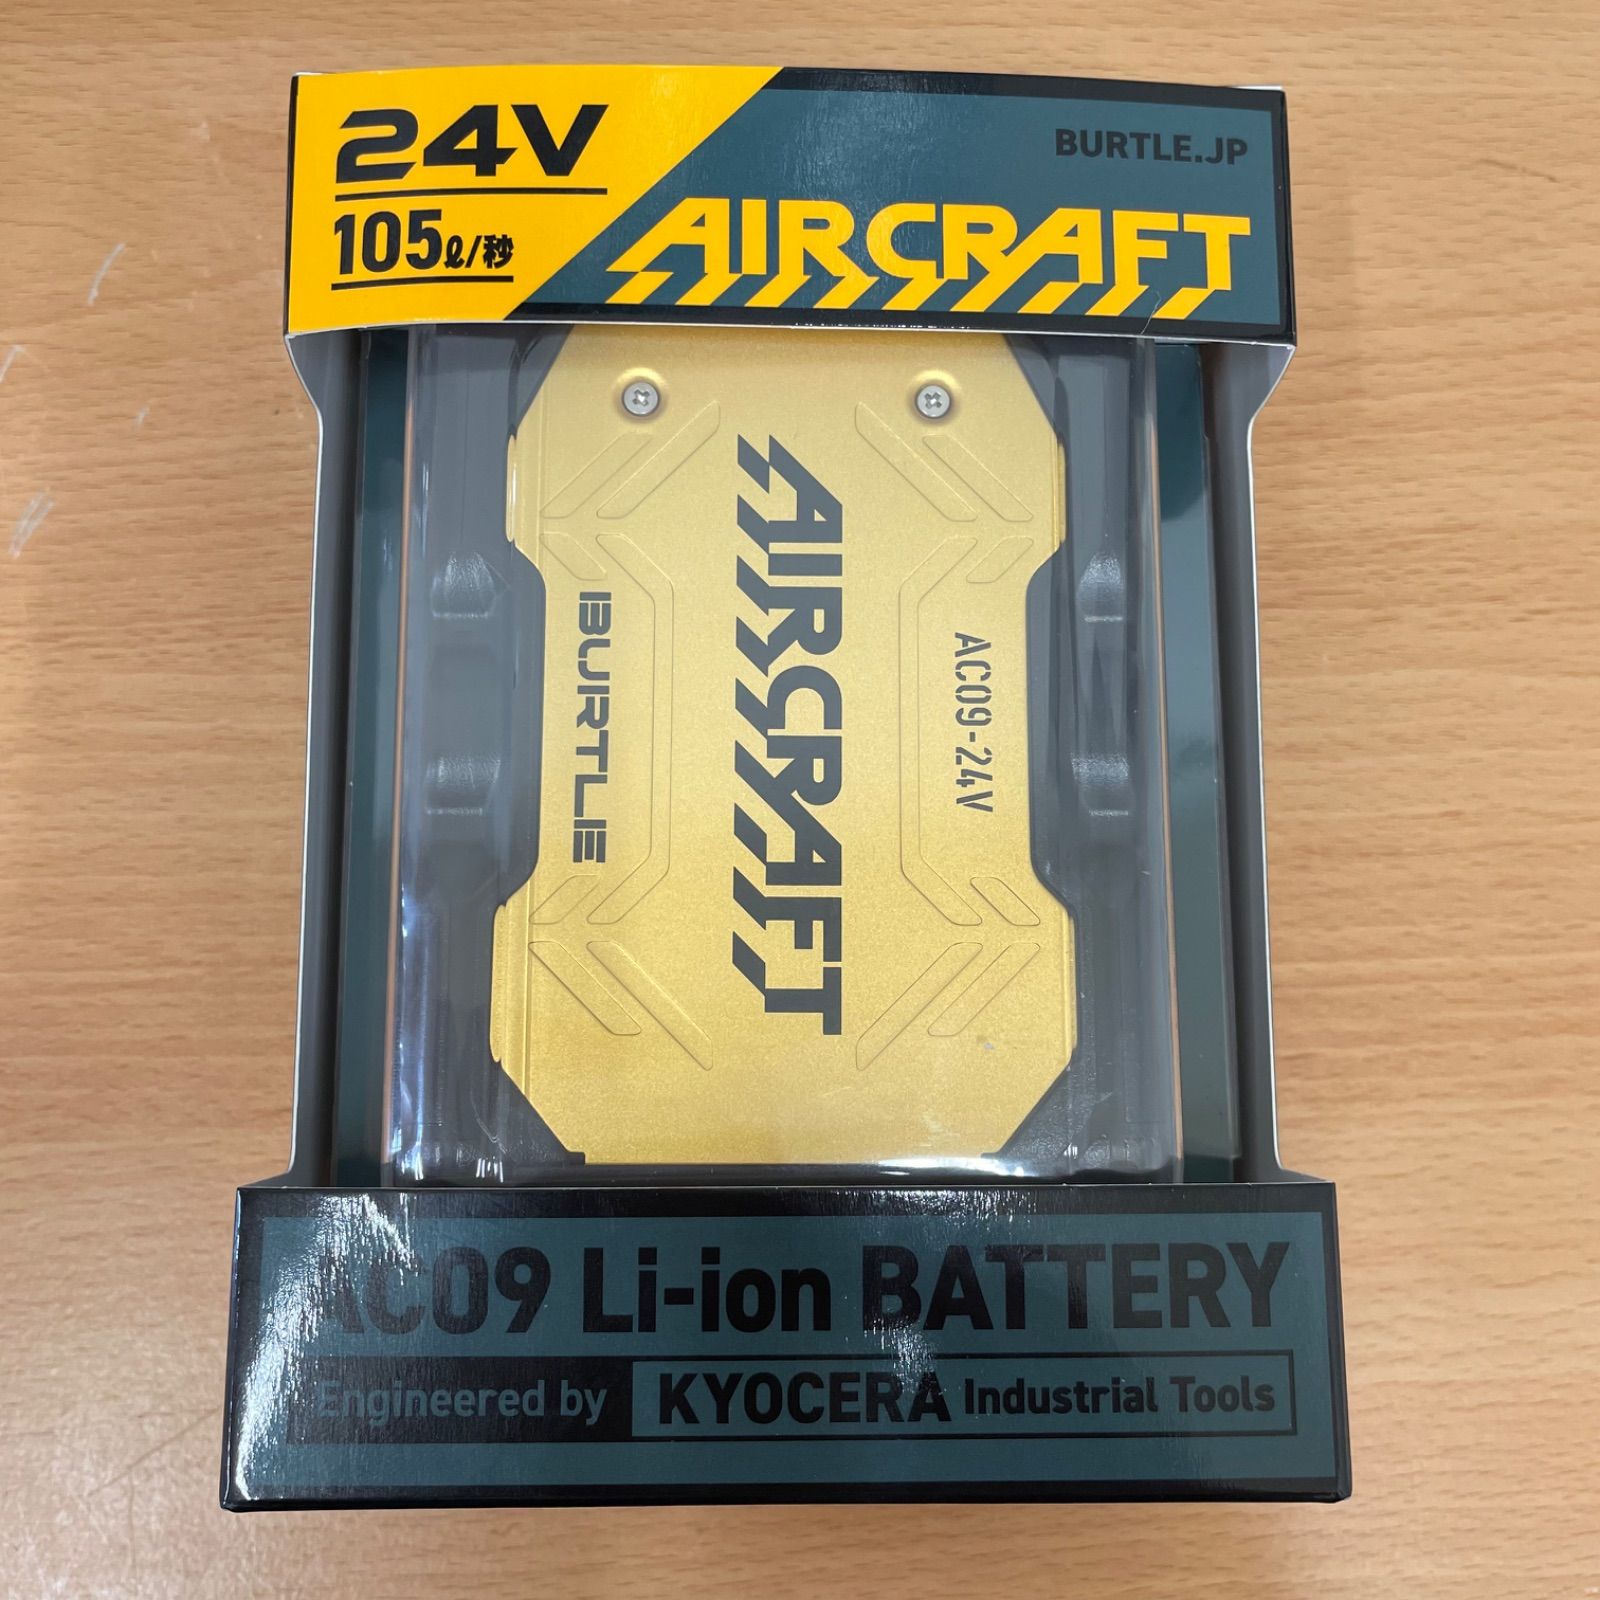 24V
105ℓ/秒
BURTLE.JP
AIRCRAFT
AC09-24V
AIRCRAFT
BURTLE
AC09 Li-ion BATTERY
Engineered by KYOCERA Industrial Tools